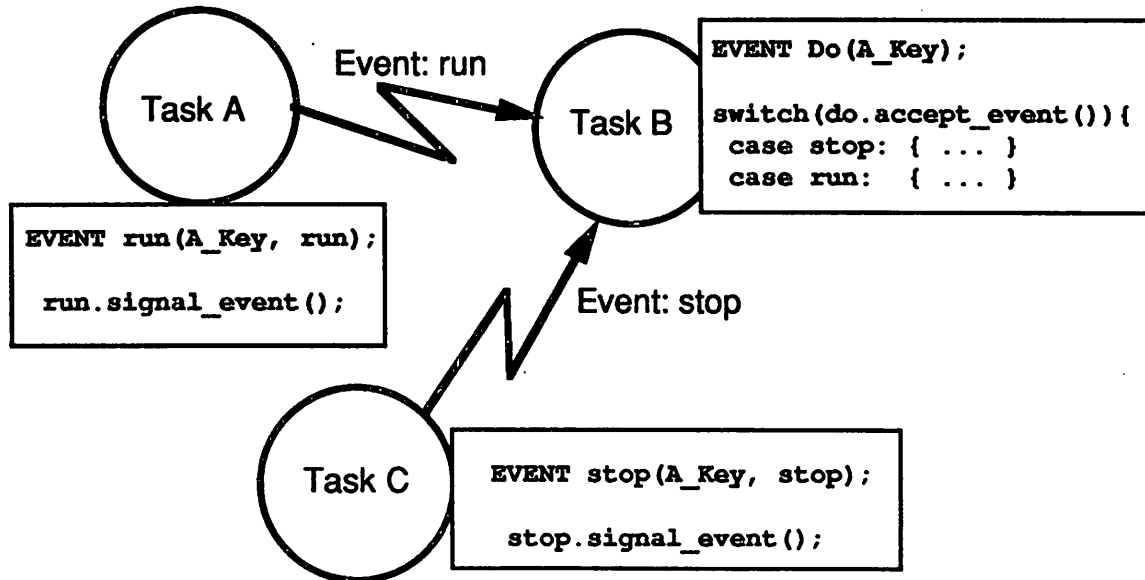 Task A
Event: run
Task B
EVENT Do(A_Key);
switch(do.accept_event()){
case stop: { ... }
case run: { ... }
EVENT run(A_Key, run);
run.signal_event();
Event: stop
Task C
EVENT stop(A_Key, stop);
stop.signal_event();